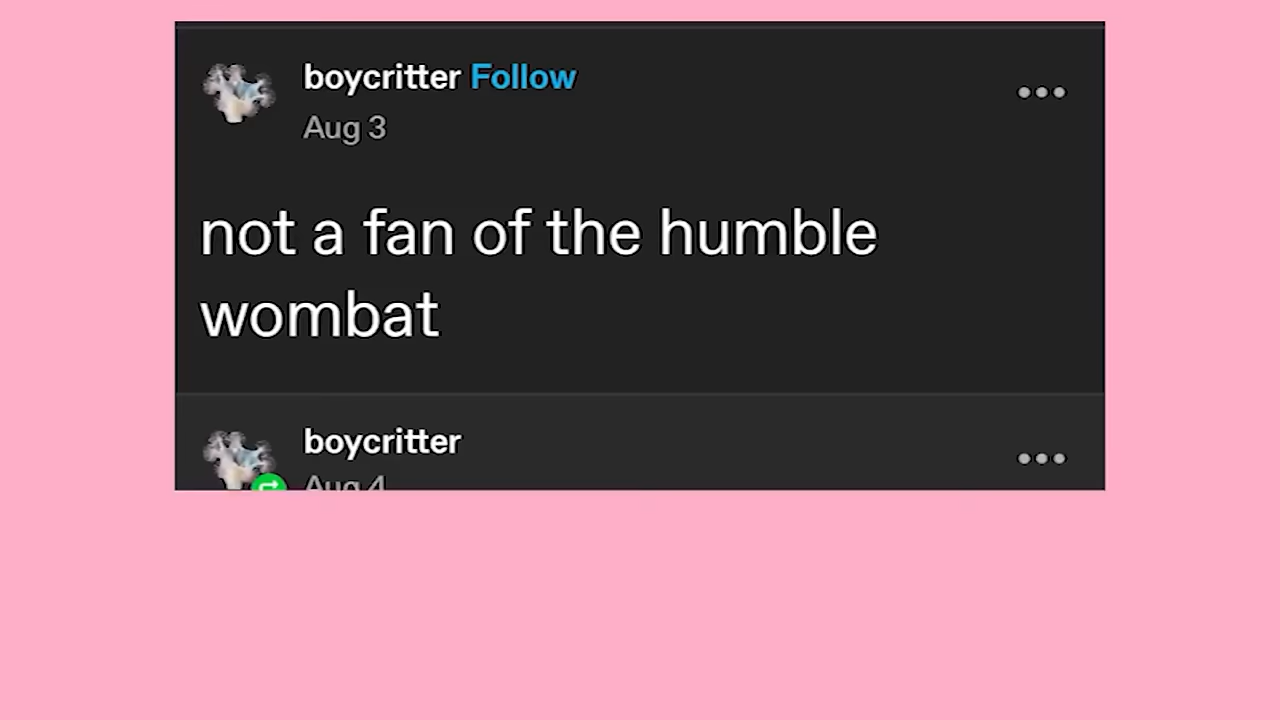 boycritter Follow
Aug 3
not a fan of the humble
wombat
boycritter
Aug 4